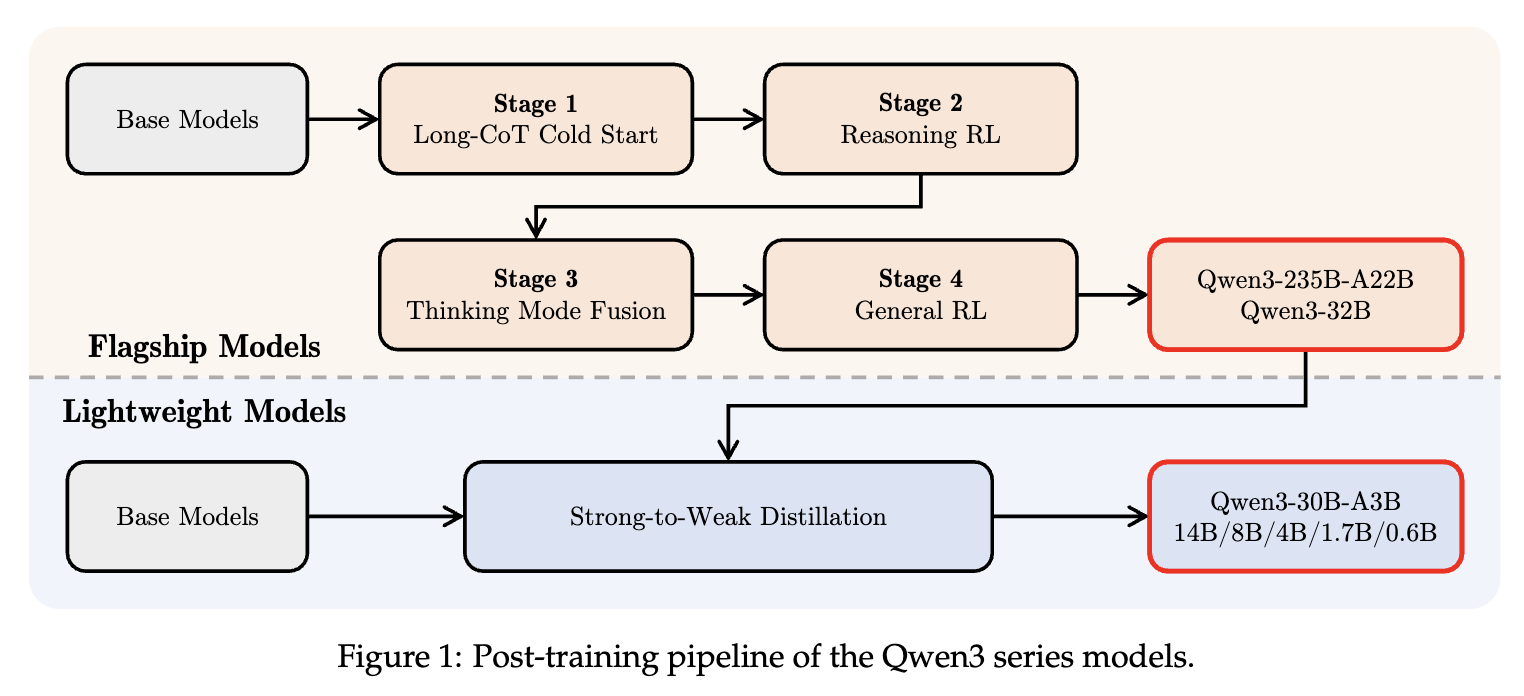 Base Models
Stage 1
Long-CoT Cold Start
Stage 2
Reasoning RL
Stage 3
Thinking Mode Fusion
Stage 4
General RL
Qwen3-235B-A22B
Qwen3-32B
Flagship Models
Lightweight Models
Base Models
Strong-to-Weak Distillation
Qwen3-30B-A3B
14B/8B/4B/1.7B/0.6B
Figure 1: Post-training pipeline of the Qwen3 series models.